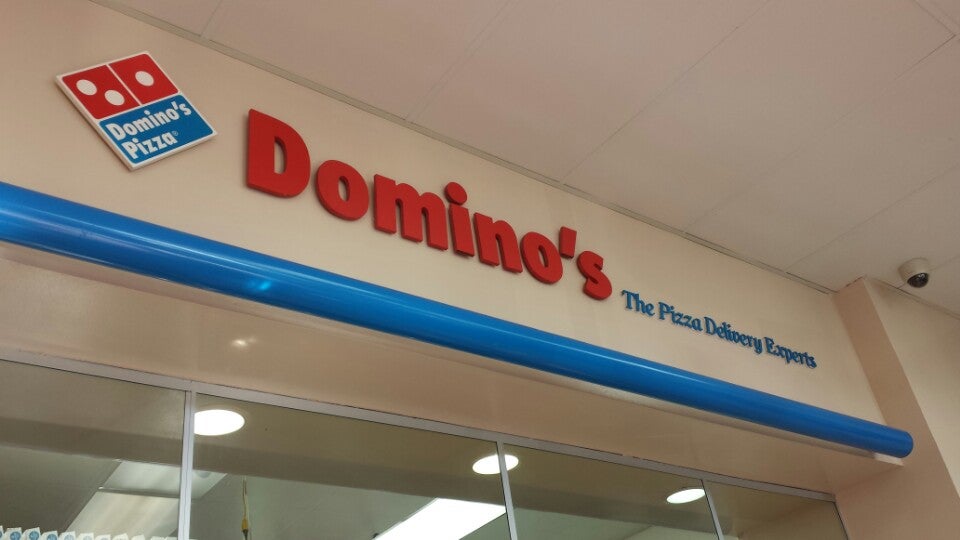 Domino's
Pizza®
Domino's
The Pizza Delivery Experts